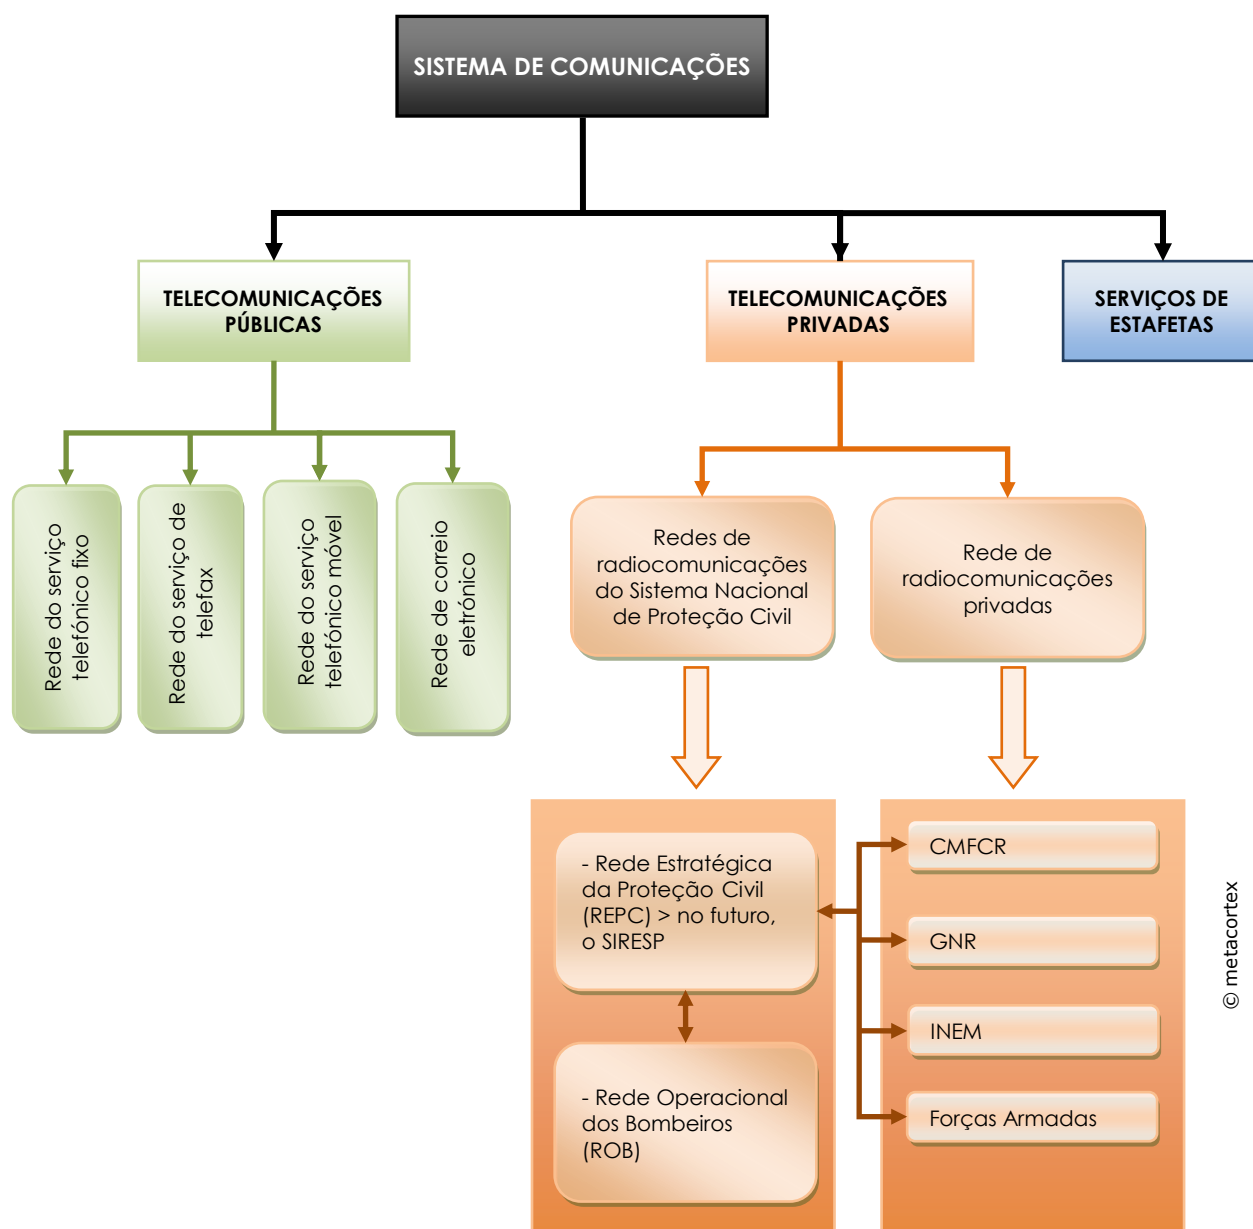 SISTEMA DE COMUNICAÇÕES
TELECOMUNICAÇÕES
PÚBLICAS
TELECOMUNICAÇÕES
PRIVADAS
SERVIÇOS DE
ESTAFETAS
Rede do serviço
telefónico fixo
Rede do serviço de
telefax
Rede do serviço
telefónico móvel
Rede de correio
eletrónico
Redes de
radiocomunicações
do Sistema Nacional
de Proteção Civil
Rede de
radiocomunicações
privadas
- Rede Estratégica
da Proteção Civil
(REPC) > no futuro,
o SIRESP
- Rede Operacional
dos Bombeiros
(ROB)
CMFCR
GNR
INEM
Forças Armadas
© metacortex